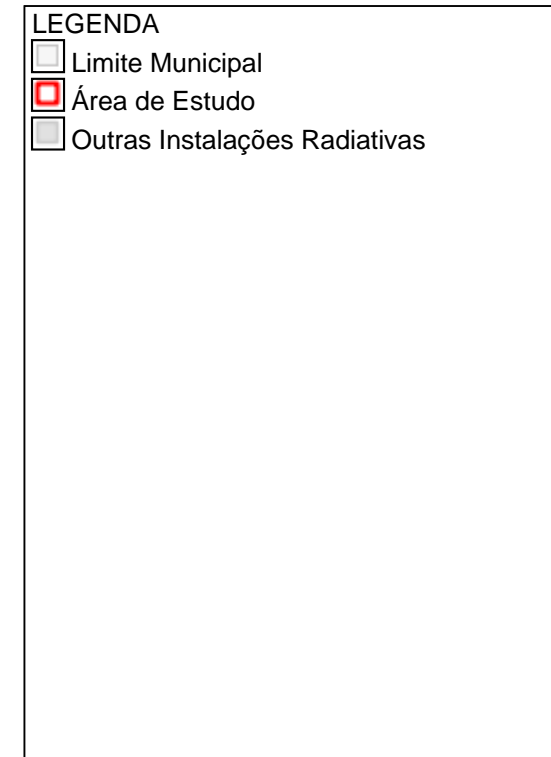 LEGENDA
Limite Municipal
Área de Estudo
Outras Instalações Radiativas